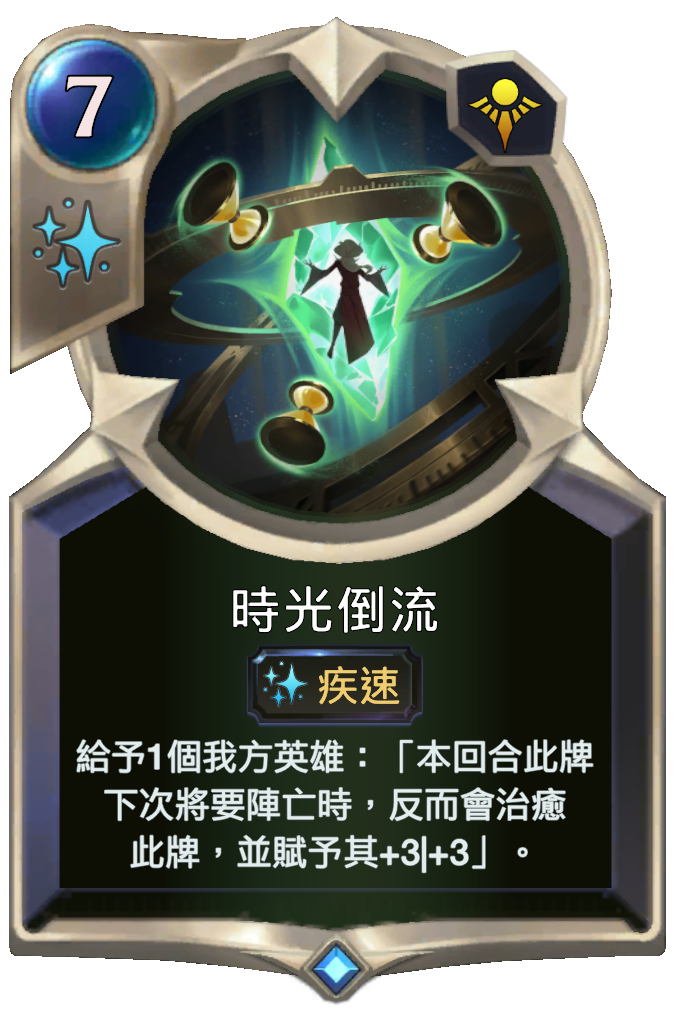 7
時光倒流
疾速
給予1個我方英雄：「本回合此牌
下次將要陣亡時，反而會治癒
此牌，並賦予其+3|+3」。